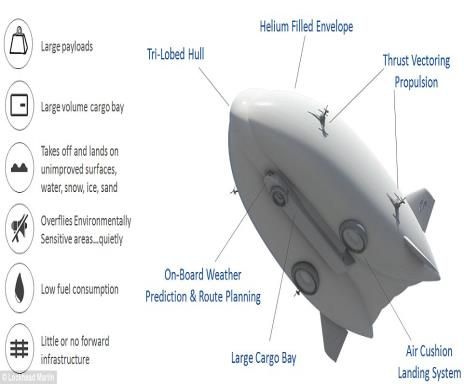 Large payloads
Large volume cargo bay
Takes off and lands on
unimproved surfaces,
water, snow, ice, sand
Overflies Environmentally
Sensitive areas...quietly
Low fuel consumption
Little or no forward
infrastructure
© Lockheed Martin
Helium Filled Envelope
Tri-Lobed Hull
Thrust Vectoring
Propulsion
On-Board Weather
Prediction & Route Planning
Large Cargo Bay
Air Cushion
Landing System